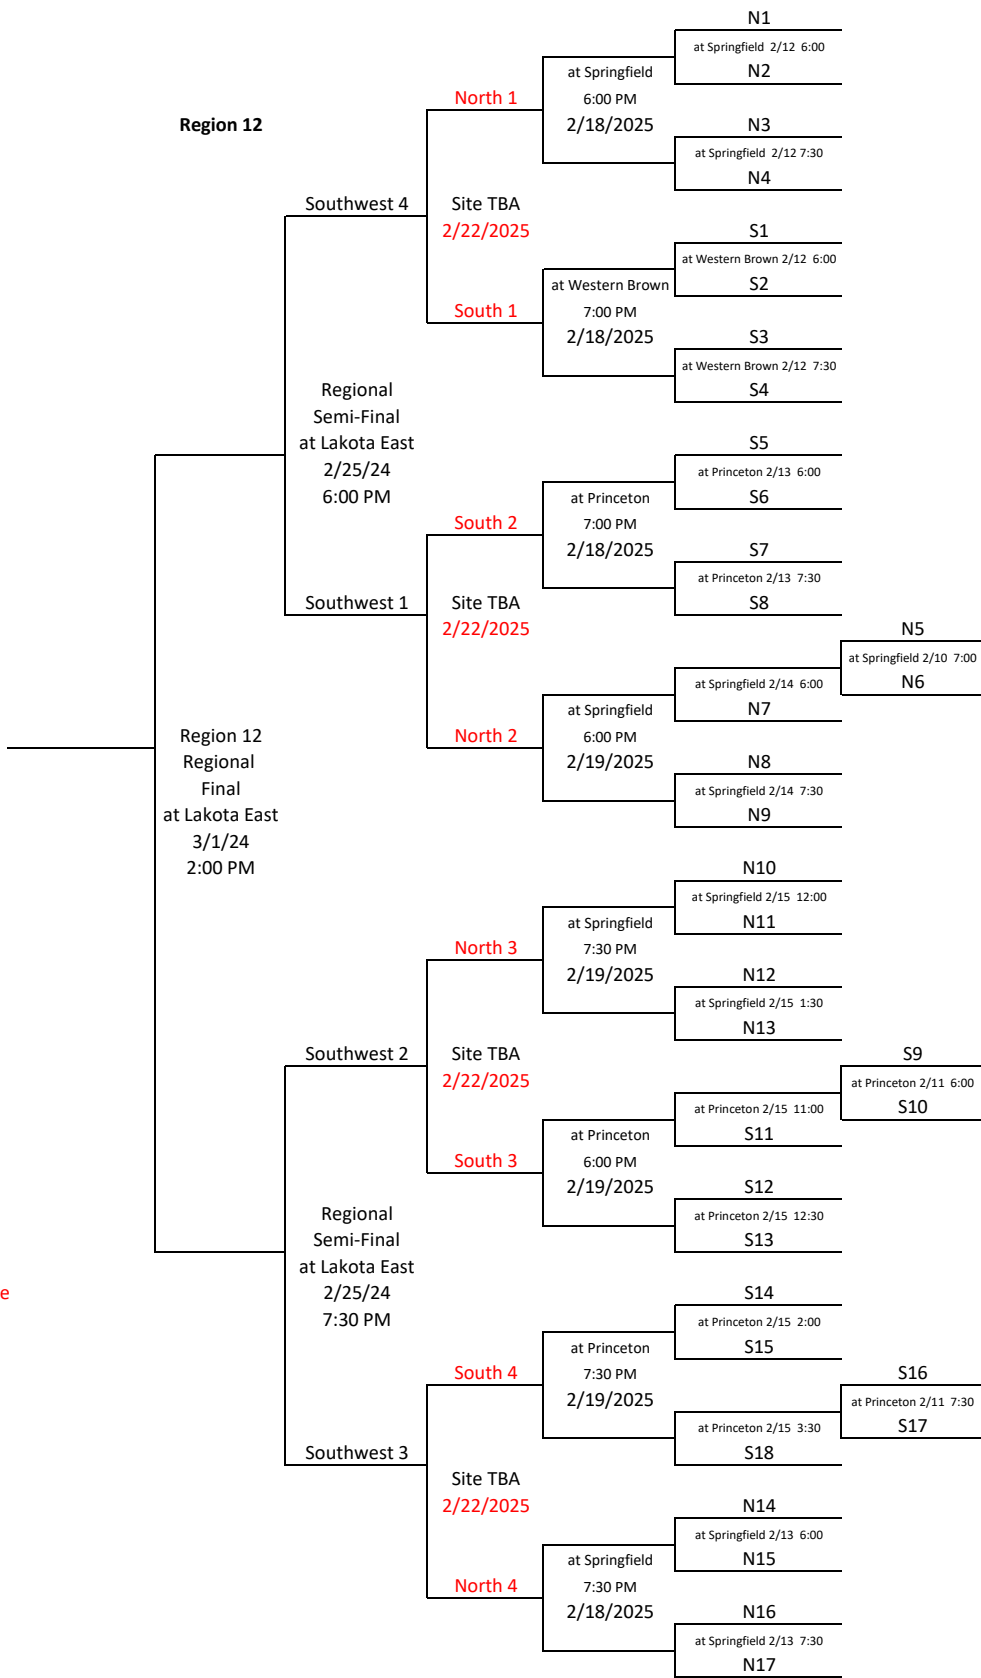 N1
at Springfield 2/12 6:00
N2
at Springfield
6:00 PM
2/18/2025
North 1
Region 12
N3
at Springfield 2/12 7:30
N4
Southwest 4
Site TBA
2/22/2025
S1
at Western Brown 2/12 6:00
S2
at Western Brown
7:00 PM
2/18/2025
South 1
S3
at Western Brown 2/12 7:30
S4
Regional
Semi-Final
at Lakota East
2/25/24
6:00 PM
S5
at Princeton 2/13 6:00
S6
at Princeton
7:00 PM
2/18/2025
South 2
S7
at Princeton 2/13 7:30
S8
Southwest 1
Site TBA
2/22/2025
N5
at Springfield 2/10 7:00
N6
at Springfield 2/14 6:00
N7
at Springfield
6:00 PM
2/19/2025
North 2
N8
at Springfield 2/14 7:30
N9
Region 12
Regional
Final
at Lakota East
3/1/24
2:00 PM
N10
at Springfield 2/15 12:00
N11
at Springfield
7:30 PM
2/19/2025
North 3
N12
at Springfield 2/15 1:30
N13
Southwest 2
Site TBA
2/22/2025
S9
at Princeton 2/11 6:00
S10
at Princeton 2/15 11:00
S11
at Princeton
6:00 PM
2/19/2025
South 3
S12
at Princeton 2/15 12:30
S13
Regional
Semi-Final
at Lakota East
2/25/24
7:30 PM
e
S14
at Princeton 2/15 2:00
S15
at Princeton
7:30 PM
2/19/2025
South 4
S16
at Princeton 2/11 7:30
S17
at Princeton 2/15 3:30
S18
Southwest 3
Site TBA
2/22/2025
N14
at Springfield 2/13 6:00
N15
at Springfield
7:30 PM
2/18/2025
North 4
N16
at Springfield 2/13 7:30
N17